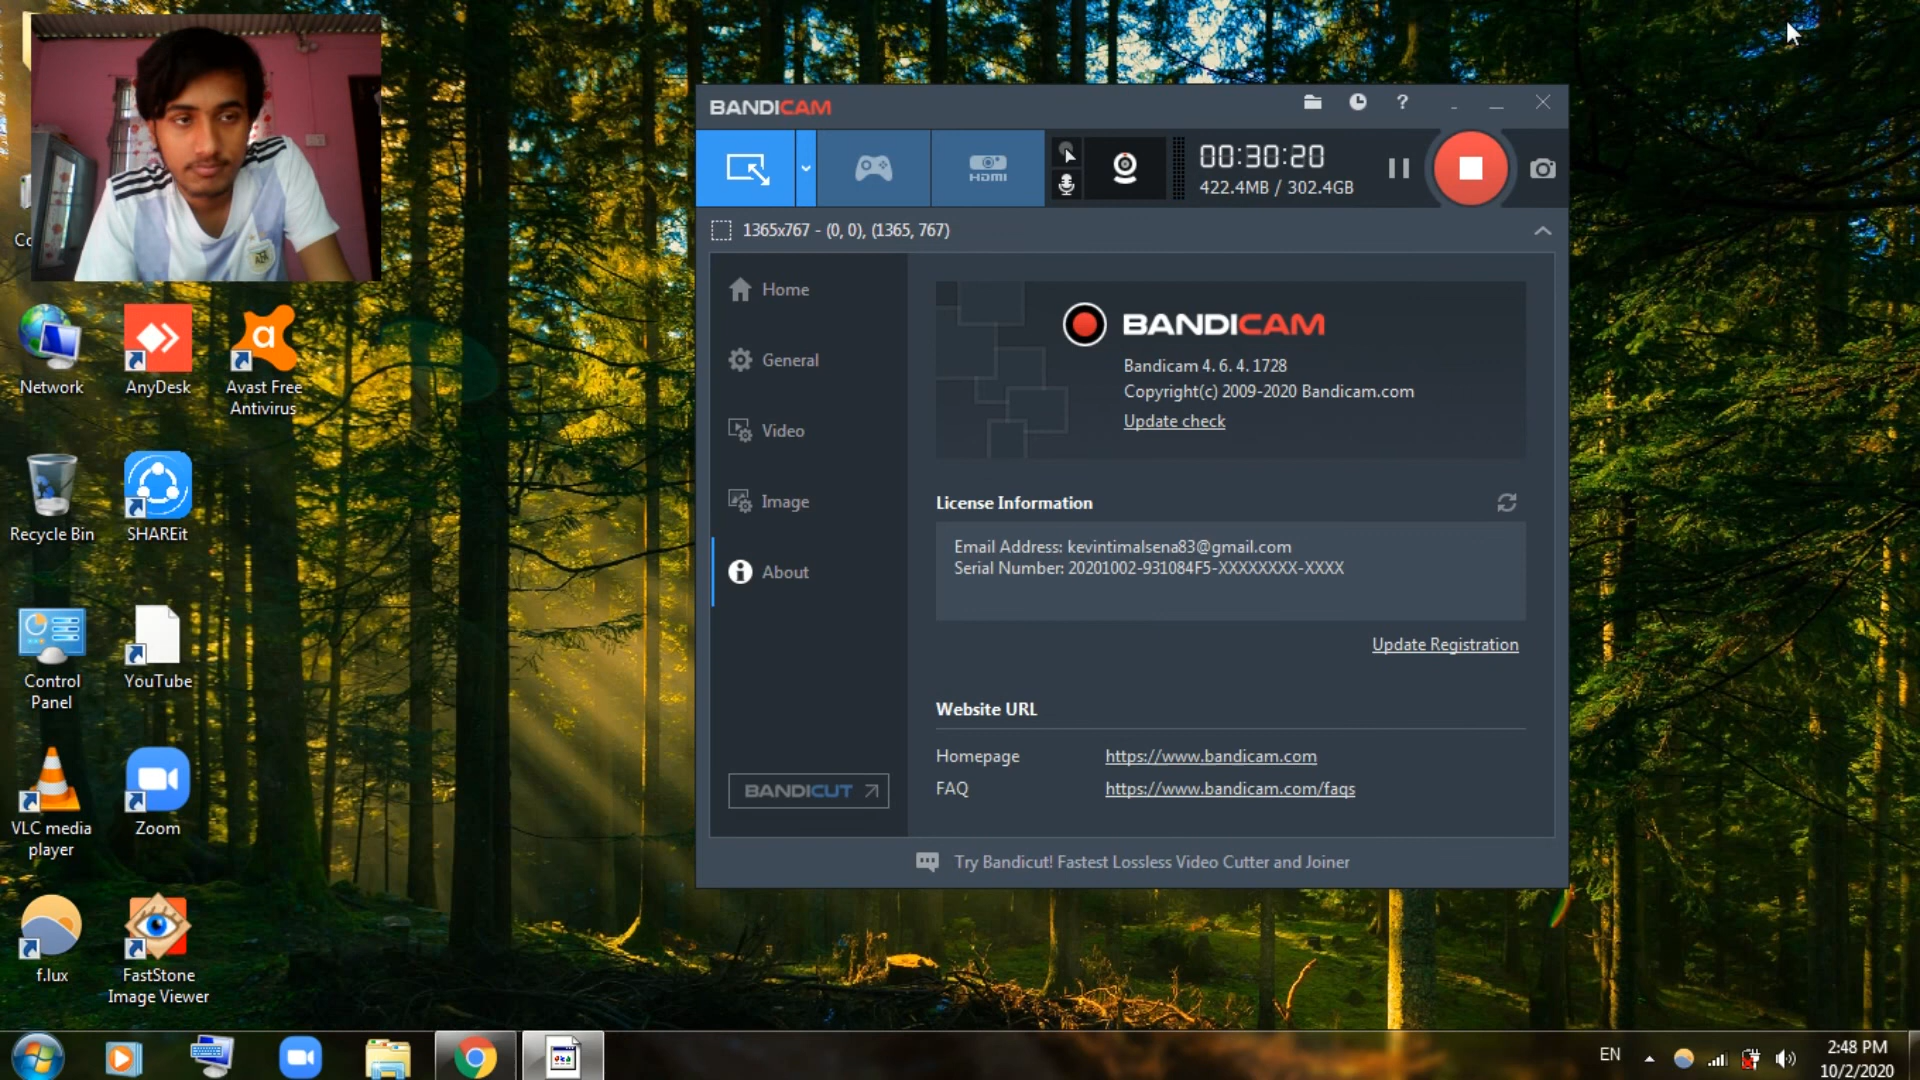 BANDICAM
HDMI
00:30:20
422.4MB / 302.4GB
1365x767 - (0, 0), (1365, 767)
Home
General
Video
Image
About
BANDICUT
BANDICAM
Bandicam 4.6.4.1728
Copyright(c) 2009-2020 Bandicam.com
Update check
License Information
Email Address: kevintimalsena83@gmail.com
Serial Number: 20201002-931084F5-XXXXXXXX-XXXX
Update Registration
Website URL
Homepage https://www.bandicam.com
FAQ https://www.bandicam.com/faqs
Try Bandicut! Fastest Lossless Video Cutter and Joiner
Network
AnyDesk
Avast Free
Antivirus
Recycle Bin
SHAREit
Control
Panel
YouTube
VLC media
player
Zoom
f.lux
FastStone
Image Viewer
EN
2:48 PM
10/2/2020